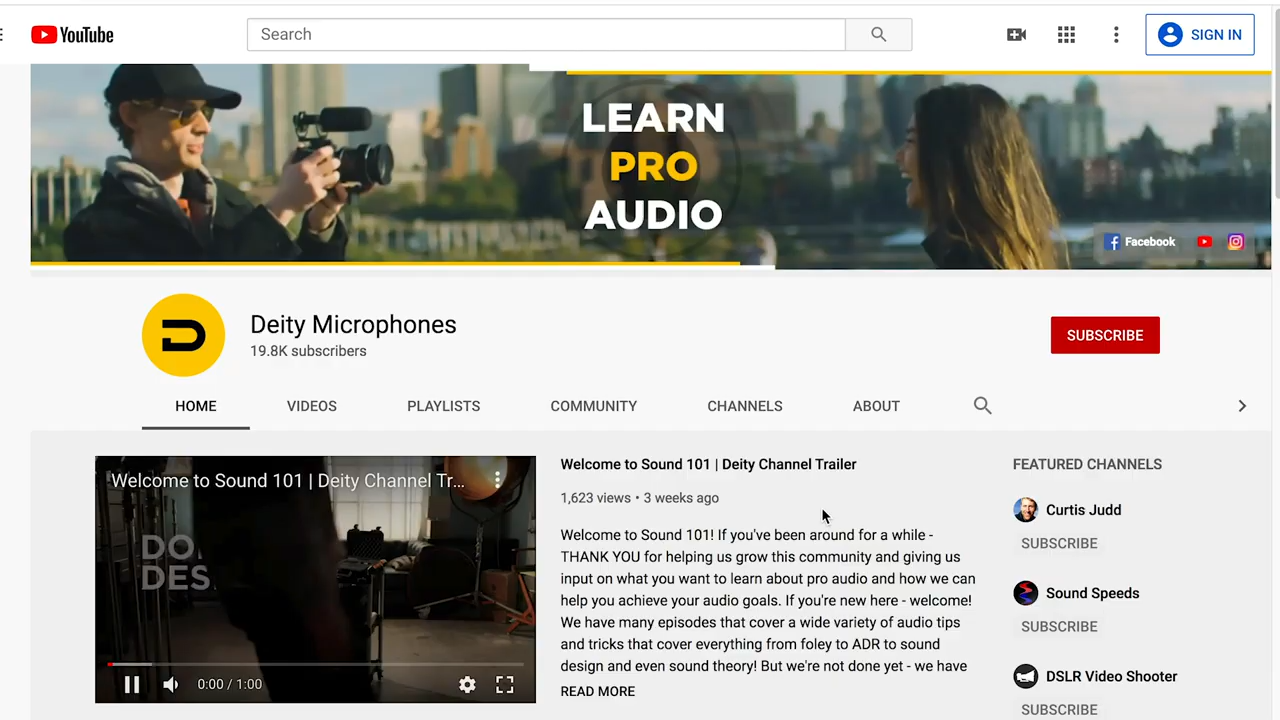 YouTube
Search
SIGN IN
LEARN
PRO
AUDIO
Facebook
Deity Microphones
19.8K subscribers
SUBSCRIBE
HOME
VIDEOS
PLAYLISTS
COMMUNITY
CHANNELS
ABOUT
Welcome to Sound 101 | Deity Channel Tr...
DO
DES
0:00 / 1:00
Welcome to Sound 101 | Deity Channel Trailer
1,623 views • 3 weeks ago
Welcome to Sound 101! If you've been around for a while -
THANK YOU for helping us grow this community and giving us
input on what you want to learn about pro audio and how we can
help you achieve your audio goals. If you're new here - welcome!
We have many episodes that cover a wide variety of audio tips
and tricks that cover everything from foley to ADR to sound
design and even sound theory! But we're not done yet - we have
READ MORE
FEATURED CHANNELS
Curtis Judd
SUBSCRIBE
Sound Speeds
SUBSCRIBE
DSLR Video Shooter
SUBSCRIBE